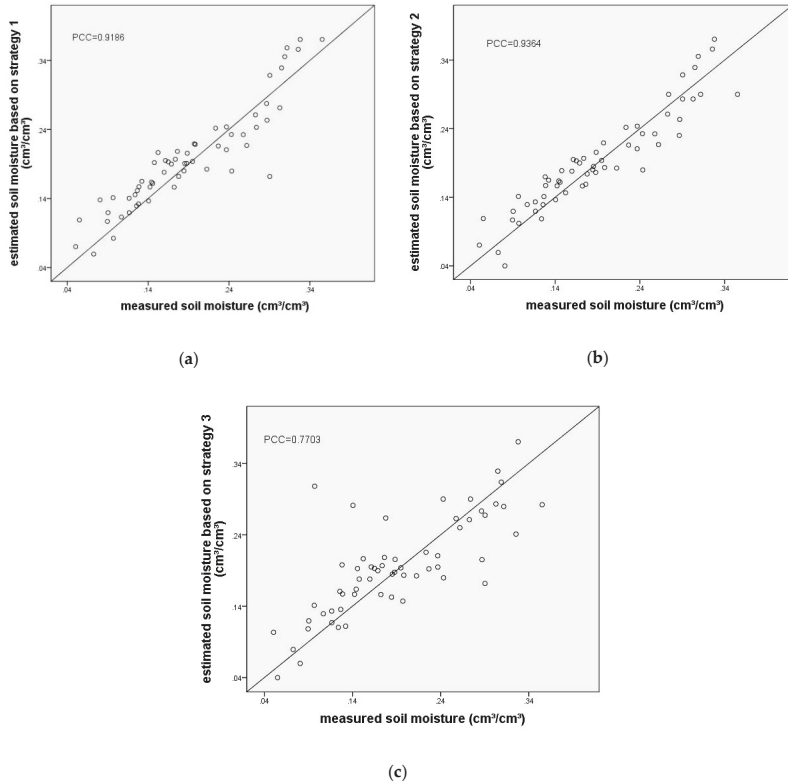 PCC=0.9186
estimated soil moisture based on strategy 1
(cm³/cm³)
.34
.24
.14
.04
.04 .14 .24 .34
measured soil moisture (cm³/cm³)
(a)
PCC=0.9364
estimated soil moisture based on strategy 2
(cm³/cm³)
.34
.24
.14
.04
.04 .14 .24 .34
measured soil moisture (cm³/cm³)
(b)
PCC=0.7703
estimated soil moisture based on strategy 3
(cm³/cm³)
.34
.24
.14
.04
.04 .14 .24 .34
measured soil moisture (cm³/cm³)
(c)